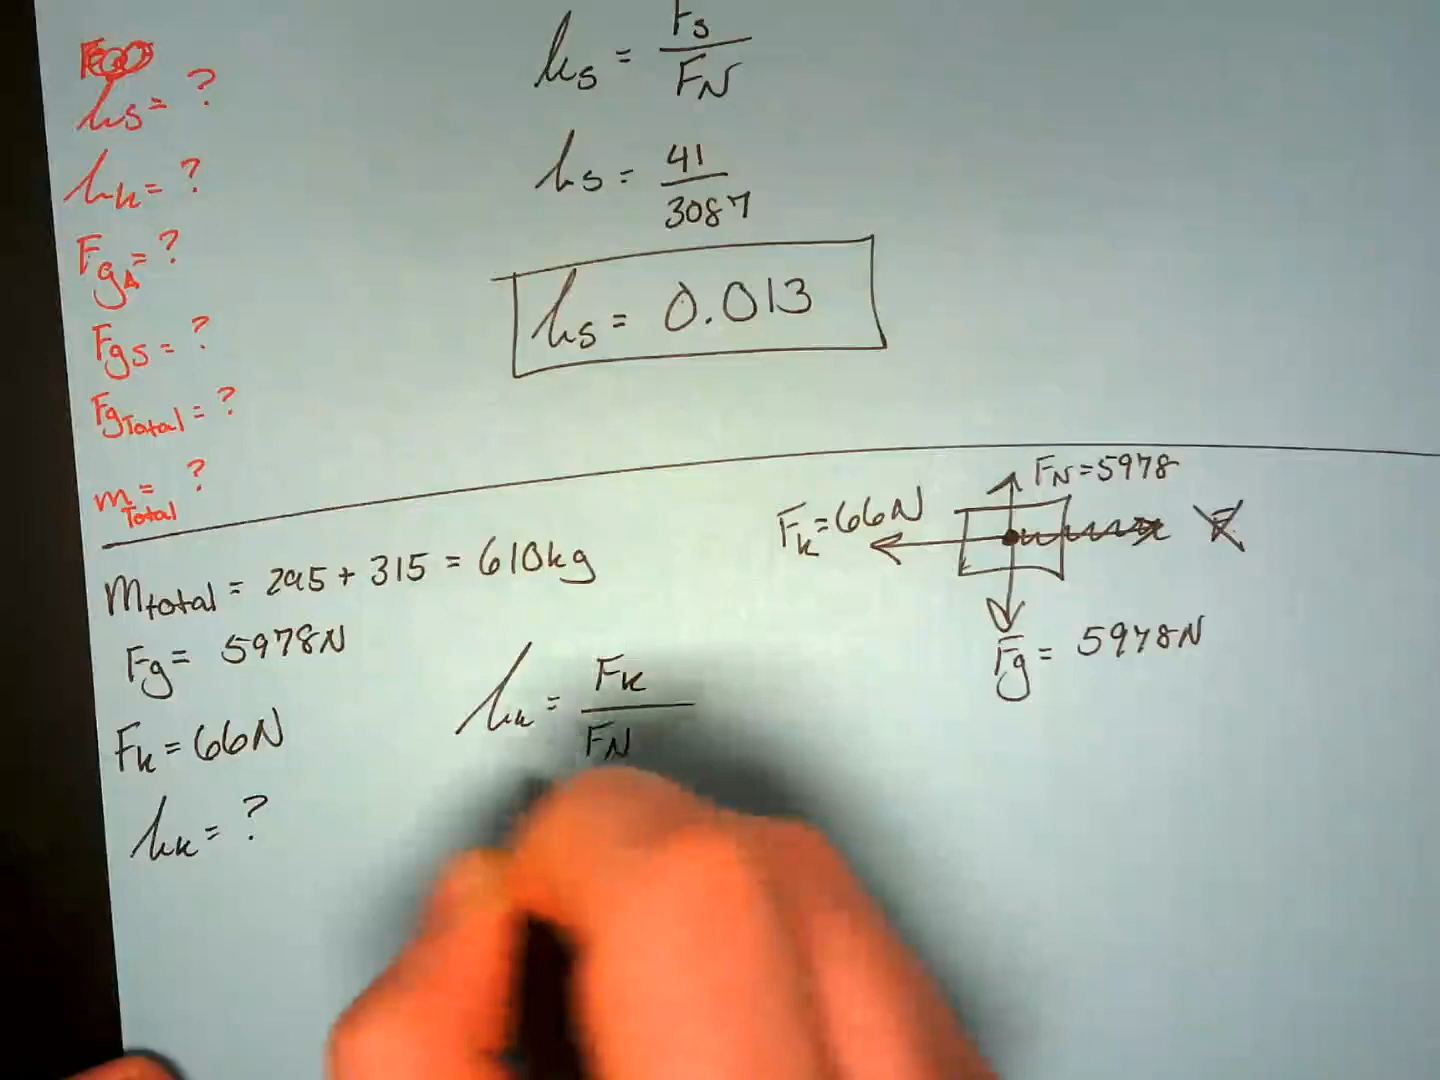 μs = ?
μk = ?
FgA = ?
Fgs = ?
FgTotal = ?
mTotal = ?
μs = Fs / FN
μs = 41 / 3087
μs = 0.013
mtotal = 295 + 315 = 610kg
Fg = 5978N
Fk = 66N
μk = ?
μk = Fk / FN
FN = 5978
Fk = 66N
Fg = 5978N